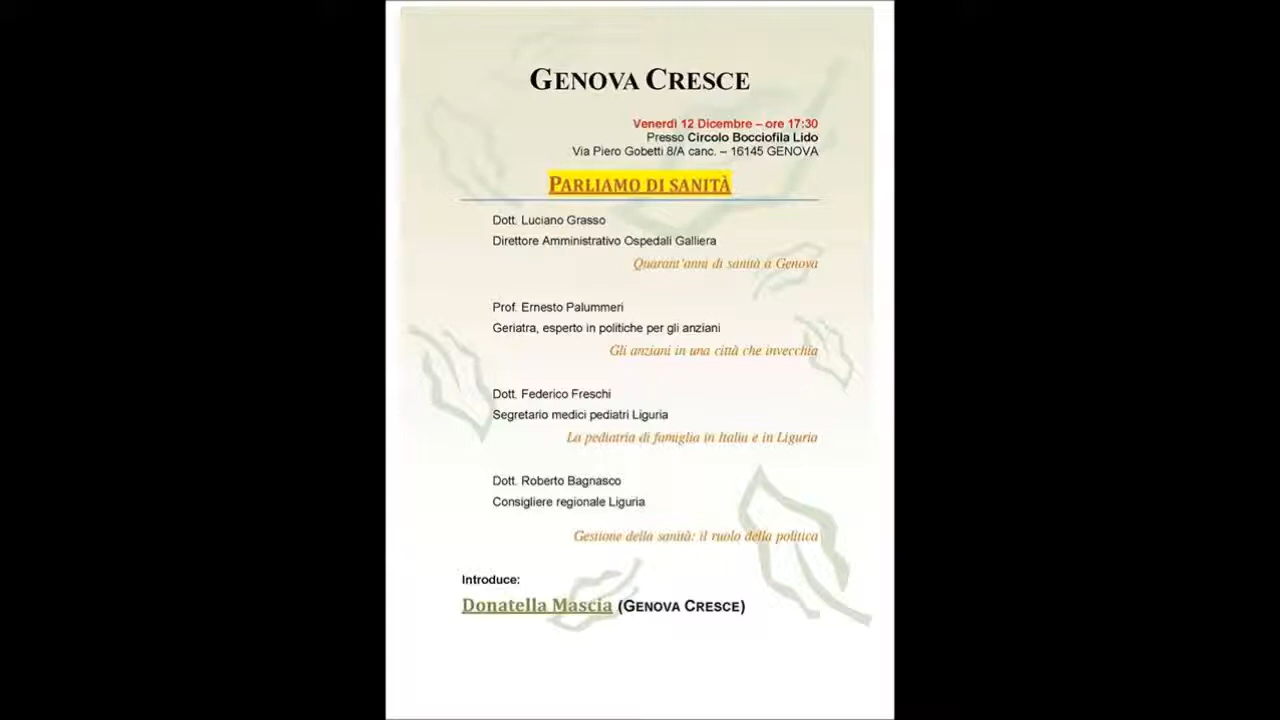 GENOVA CRESCE
Venerdì 12 Dicembre – ore 17:30
Presso Circolo Bocciofila Lido
Via Piero Gobetti 8/A canc. – 16145 GENOVA
PARLIAMO DI SANITÀ
Dott. Luciano Grasso
Direttore Amministrativo Ospedali Galliera
Quarant'anni di sanità a Genova
Prof. Ernesto Palummeri
Geriatra, esperto in politiche per gli anziani
Gli anziani in una città che invecchia
Dott. Federico Freschi
Segretario medici pediatri Liguria
La pediatria di famiglia in Italia e in Liguria
Dott. Roberto Bagnasco
Consigliere regionale Liguria
Gestione della sanità: il ruolo della politica
Introduce:
Donatella Mascia (GENOVA CRESCE)